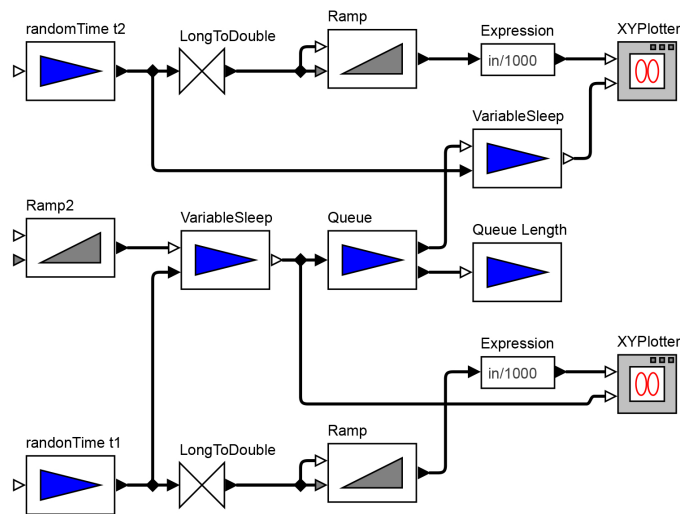 randomTime t2
LongToDouble
Ramp
Expression
in/1000
XYPlotter
VariableSleep
Ramp2
VariableSleep
Queue
Queue Length
Expression
in/1000
XYPlotter
randonTime t1
LongToDouble
Ramp